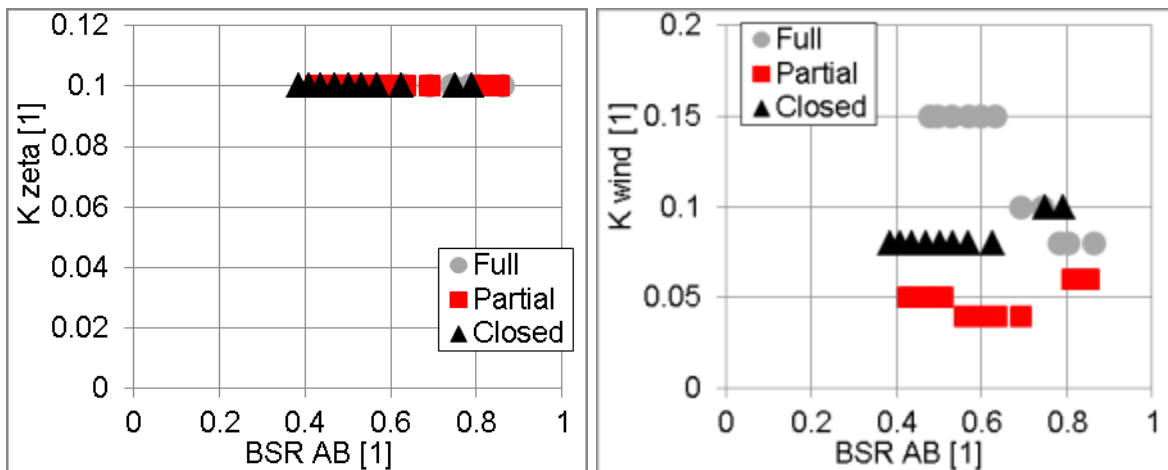 0.12
0.1
0.08
0.06
0.04
0.02
0
K zeta [1]
Full
Partial
Closed
0 0.2 0.4 0.6 0.8 1
BSR AB [1]
0.2
0.15
0.1
0.05
0
K wind [1]
Full
Partial
Closed
0 0.2 0.4 0.6 0.8 1
BSR AB [1]